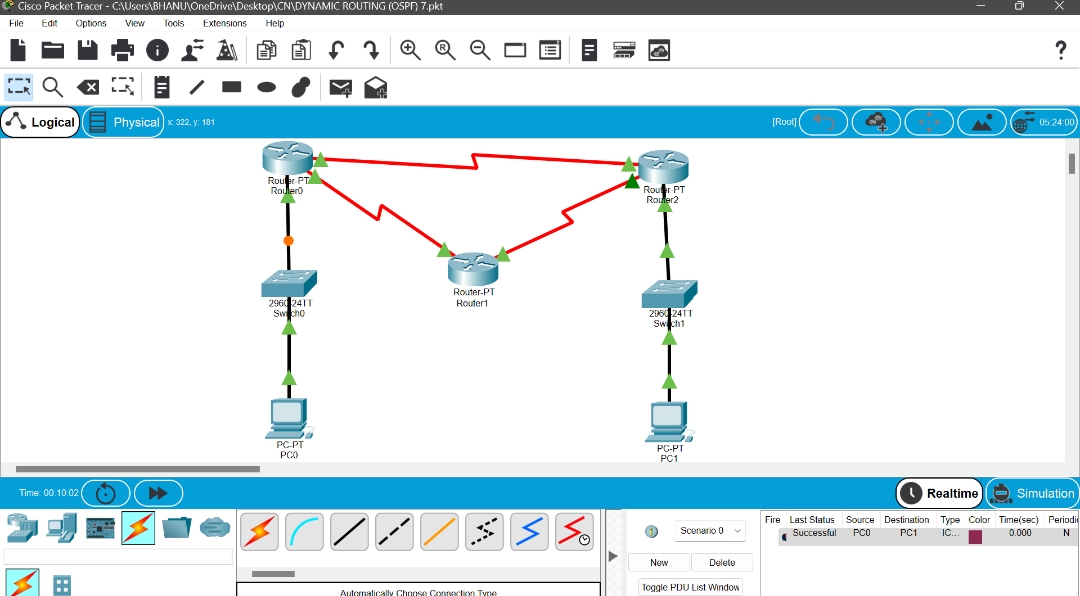 Cisco Packet Tracer - C:\Users\BHANU\OneDrive\Desktop\CN\DYNAMIC ROUTING (OSPF) 7.pkt
File Edit Options View Tools Extensions Help
Logical Physical x: 322, y: 181 [Root] 05:24:00
Router-PT
Router0
Router-PT
Router2
Router-PT
Router1
2960-24TT
Switch0
2960-24TT
Switch1
PC-PT
PC0
PC-PT
PC1
Time: 00:10:02 Realtime Simulation
Scenario 0
New Delete
Toggle PDU List Window
Fire Last Status Source Destination Type Color Time(sec) Periodi
Successful PC0 PC1 IC... 0.000 N
Automatically Choose Connection Type